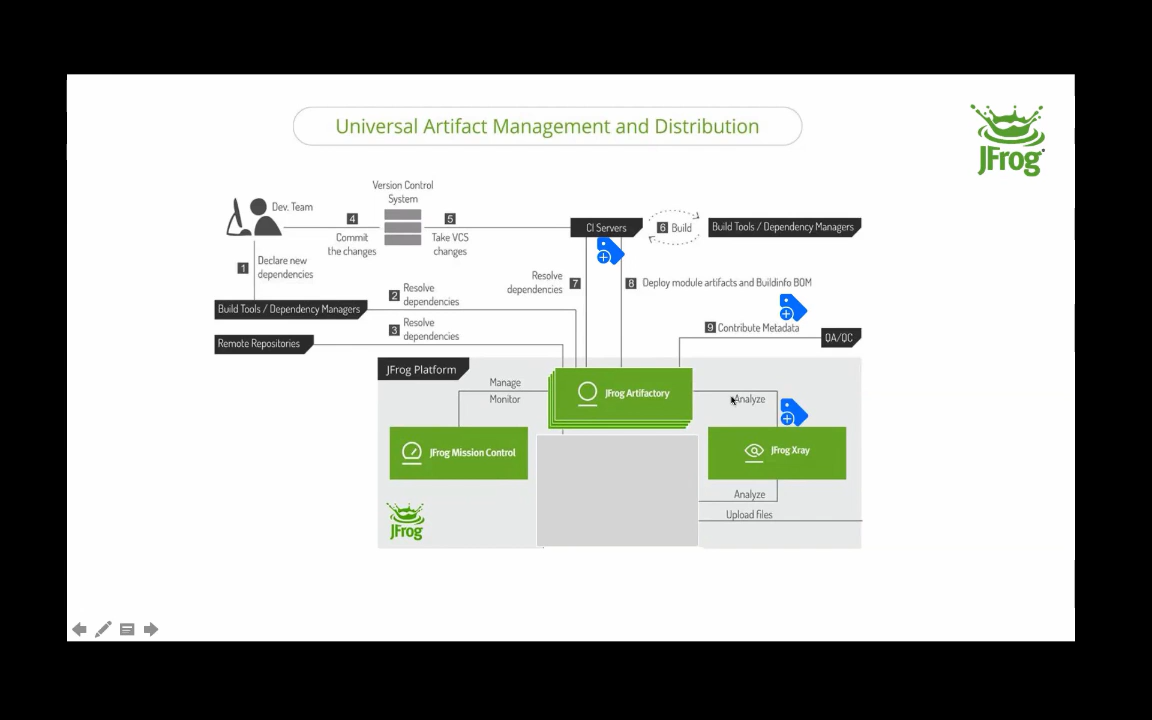 Universal Artifact Management and Distribution
JFrog
Version Control
System
Dev. Team
4
Commit
the changes
5
Take VCS
changes
CI Servers
6 Build
Build Tools / Dependency Managers
1
Declare new
dependencies
Resolve
dependencies
7
8 Deploy module artifacts and Buildinfo BOM
2
Resolve
dependencies
Build Tools / Dependency Managers
3
Resolve
dependencies
Remote Repositories
9 Contribute Metadata
QA/QC
JFrog Platform
Manage
Monitor
JFrog Artifactory
Analyze
JFrog Mission Control
JFrog Xray
Analyze
Upload files
JFrog